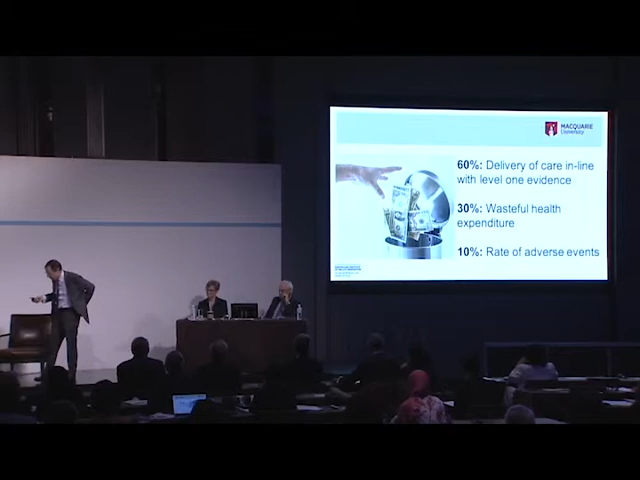 MACQUARIE
University
60%: Delivery of care in-line
with level one evidence
30%: Wasteful health
expenditure
10%: Rate of adverse events